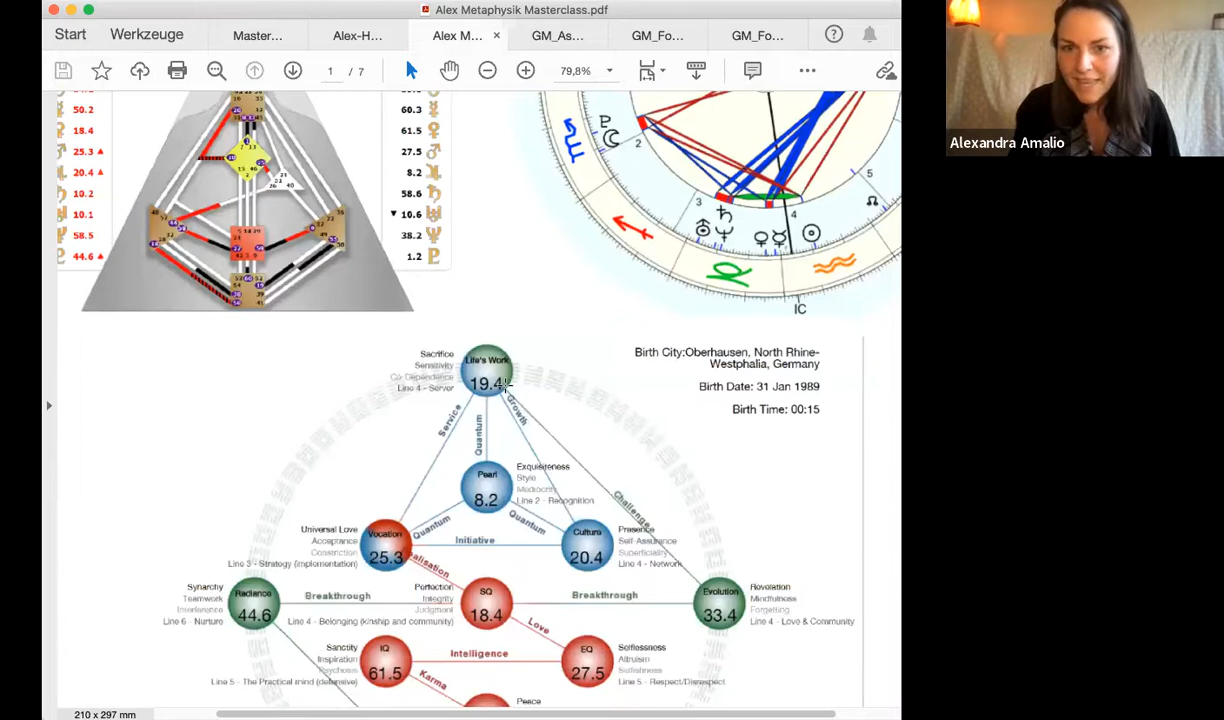 Alex Metaphysik Masterclass.pdf
Start
Werkzeuge
Master...
Alex-H...
Alex M...
GM_As...
GM_Fo...
GM_Fo...
1 / 7
79,8%
50.2
18.4
25.3
20.4
10.2
10.1
58.5
44.6
60.3
61.5
27.5
8.2
58.6
10.6
38.2
1.2
2
3
4
5
IC
Alexandra Amalio
Birth City:Oberhausen, North Rhine-
Westphalia, Germany
Birth Date: 31 Jan 1989
Birth Time: 00:15
Sacrifice
Sensitivity
Co-Dependence
Line 4 - Server
Life's Work
19.4
Service
Quantum
Growth
Challenge
Pearl
8.2
Exquisiteness
Style
Mediocrity
Line 2 - Recognition
Quantum
Quantum
Universal Love
Acceptance
Constriction
Line 3 - Strategy (implementation)
Vocation
25.3
Initiative
Culture
20.4
Presence
Self-Assurance
Superficiality
Line 4 - Network
Synarchy
Teamwork
Interference
Line 6 - Nurture
Radiance
44.6
Breakthrough
Perfection
Integrity
Judgment
Line 4 - Belonging (kinship and community)
SQ
18.4
Breakthrough
Evolution
33.4
Revelation
Mindfulness
Forgetting
Line 4 - Love & Community
Love
Sanctity
Inspiration
Psychosis
Line 5 - The Practical mind (defensive)
IQ
61.5
Intelligence
EQ
27.5
Selflessness
Altruism
Selfishness
Line 5 - Respect/Disrespect
Karma
Peace
210 x 297 mm